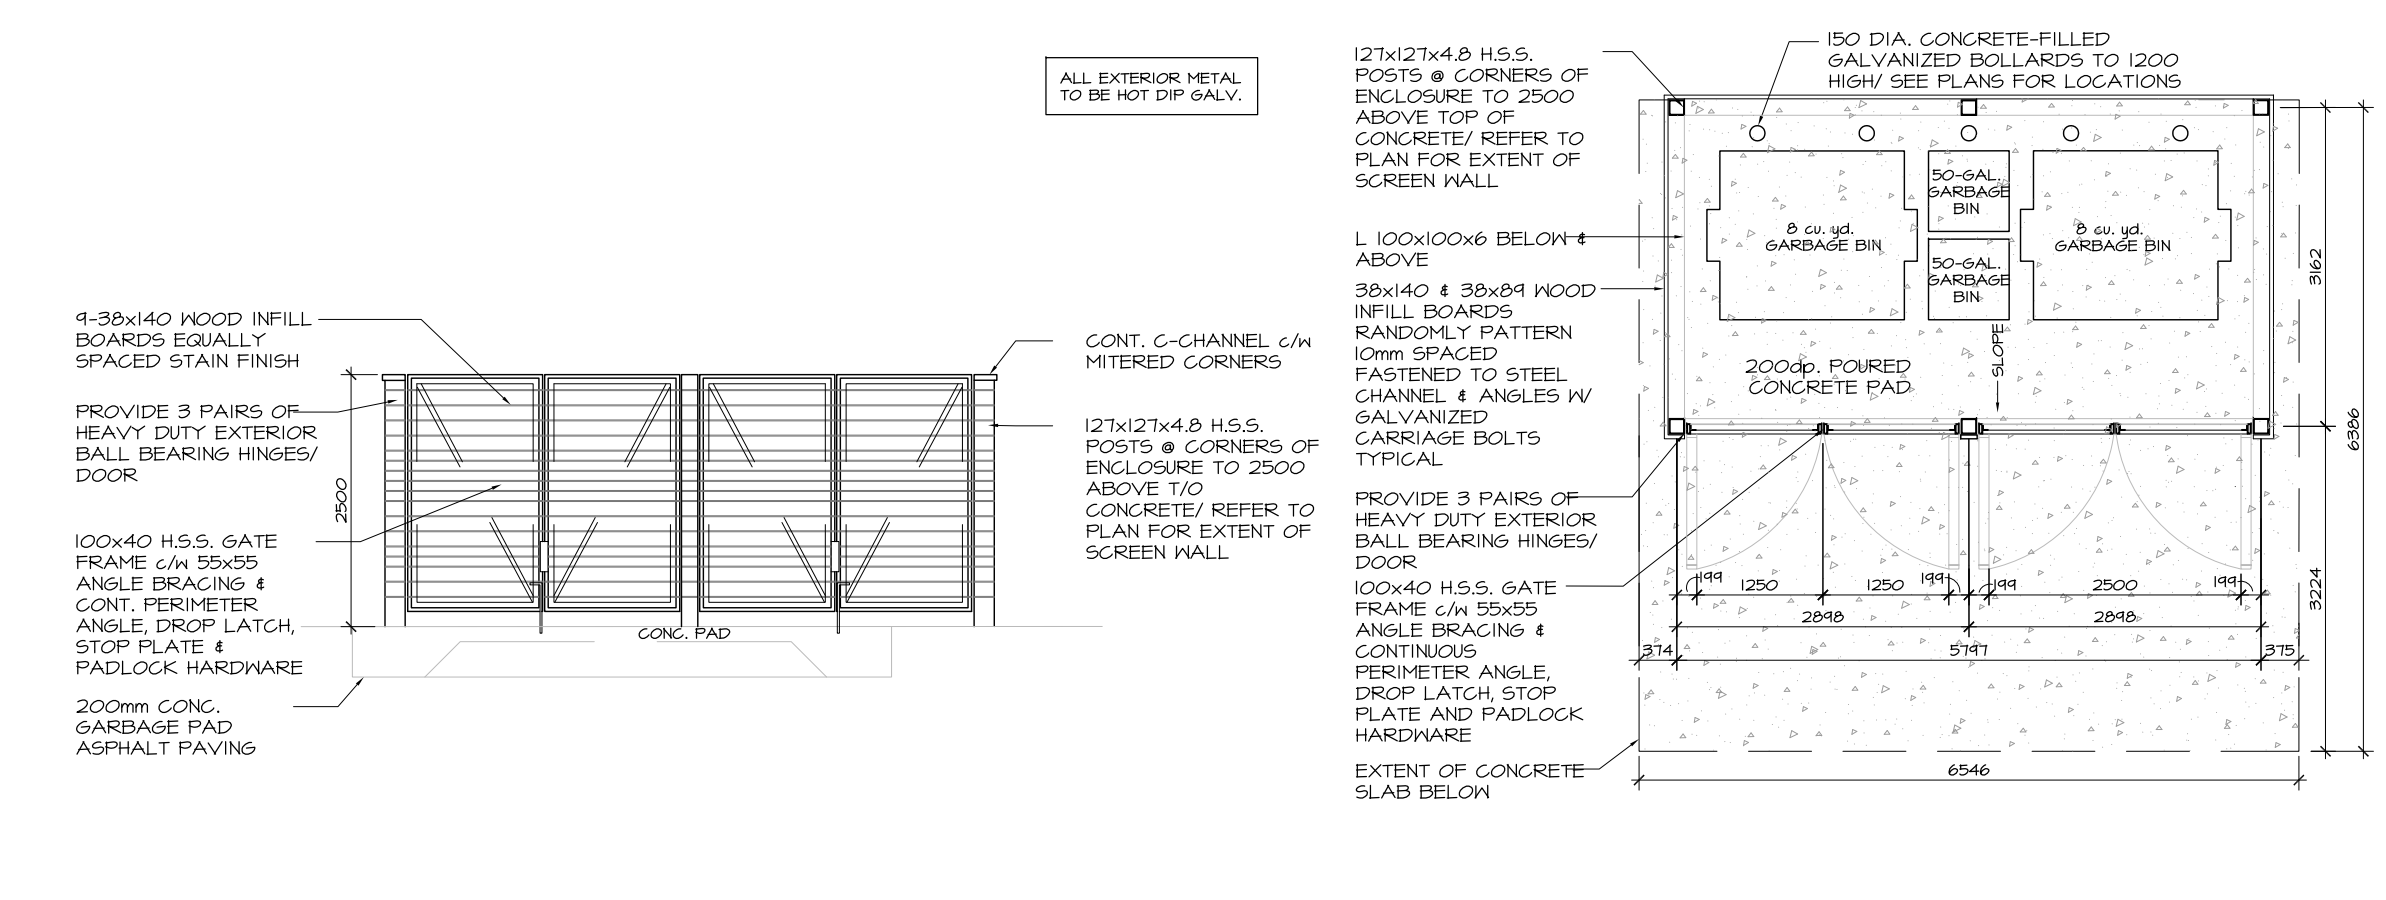 ALL EXTERIOR METAL
TO BE HOT DIP GALV.
9-38x140 WOOD INFILL
BOARDS EQUALLY
SPACED STAIN FINISH
PROVIDE 3 PAIRS OF
HEAVY DUTY EXTERIOR
BALL BEARING HINGES/
DOOR
100x40 H.S.S. GATE
FRAME c/w 55x55
ANGLE BRACING &
CONT. PERIMETER
ANGLE, DROP LATCH,
STOP PLATE &
PADLOCK HARDWARE
200mm CONC.
GARBAGE PAD
ASPHALT PAVING
2500
CONC. PAD
CONT. C-CHANNEL c/w
MITERED CORNERS
127x127x4.8 H.S.S.
POSTS @ CORNERS OF
ENCLOSURE TO 2500
ABOVE T/O
CONCRETE/ REFER TO
PLAN FOR EXTENT OF
SCREEN WALL
127x127x4.8 H.S.S.
POSTS @ CORNERS OF
ENCLOSURE TO 2500
ABOVE TOP OF
CONCRETE/ REFER TO
PLAN FOR EXTENT OF
SCREEN WALL
L 100x100x6 BELOW &
ABOVE
38x140 & 38x89 WOOD
INFILL BOARDS
RANDOMLY PATTERN
10mm SPACED
FASTENED TO STEEL
CHANNEL & ANGLES W/
GALVANIZED
CARRIAGE BOLTS
TYPICAL
PROVIDE 3 PAIRS OF
HEAVY DUTY EXTERIOR
BALL BEARING HINGES/
DOOR
100x40 H.S.S. GATE
FRAME c/w 55x55
ANGLE BRACING &
CONTINUOUS
PERIMETER ANGLE,
DROP LATCH, STOP
PLATE AND PADLOCK
HARDWARE
EXTENT OF CONCRETE
SLAB BELOW
150 DIA. CONCRETE-FILLED
GALVANIZED BOLLARDS TO 1200
HIGH/ SEE PLANS FOR LOCATIONS
8 cu. yd.
GARBAGE BIN
50-GAL.
GARBAGE
BIN
50-GAL.
GARBAGE
BIN
8 cu. yd.
GARBAGE BIN
200dp. POURED
CONCRETE PAD
SLOPE
199
1250
1250
199
199
2500
199
2898
2898
374
5797
375
6546
3162
3224
6386